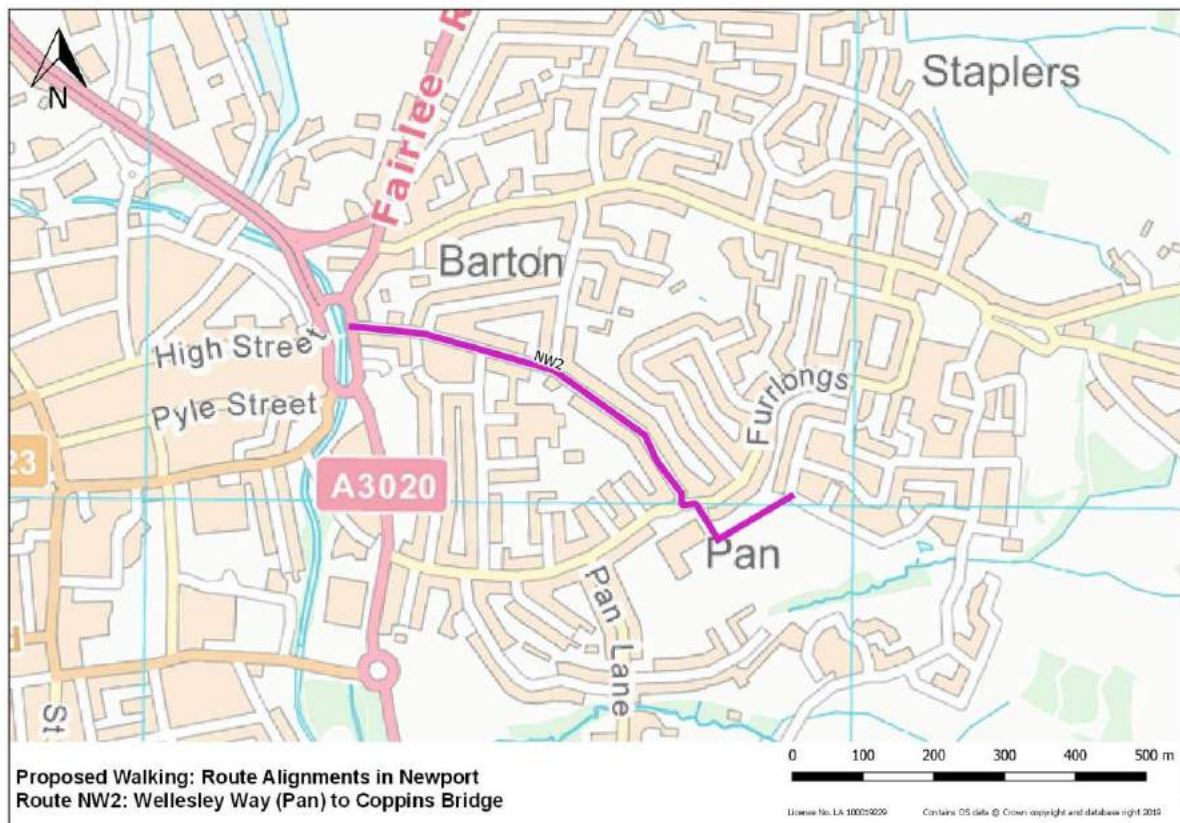 N
Fairlee R
Staplers
Barton
High Street
Pyle Street
NW2
Furrlongs
23
A3020
Pan
Pan Lane
St
Proposed Walking: Route Alignments in Newport
Route NW2: Wellesley Way (Pan) to Coppins Bridge
0 100 200 300 400 500 m
License No. LA 100019229 Contains OS data @ Crown copyright and database right 2019